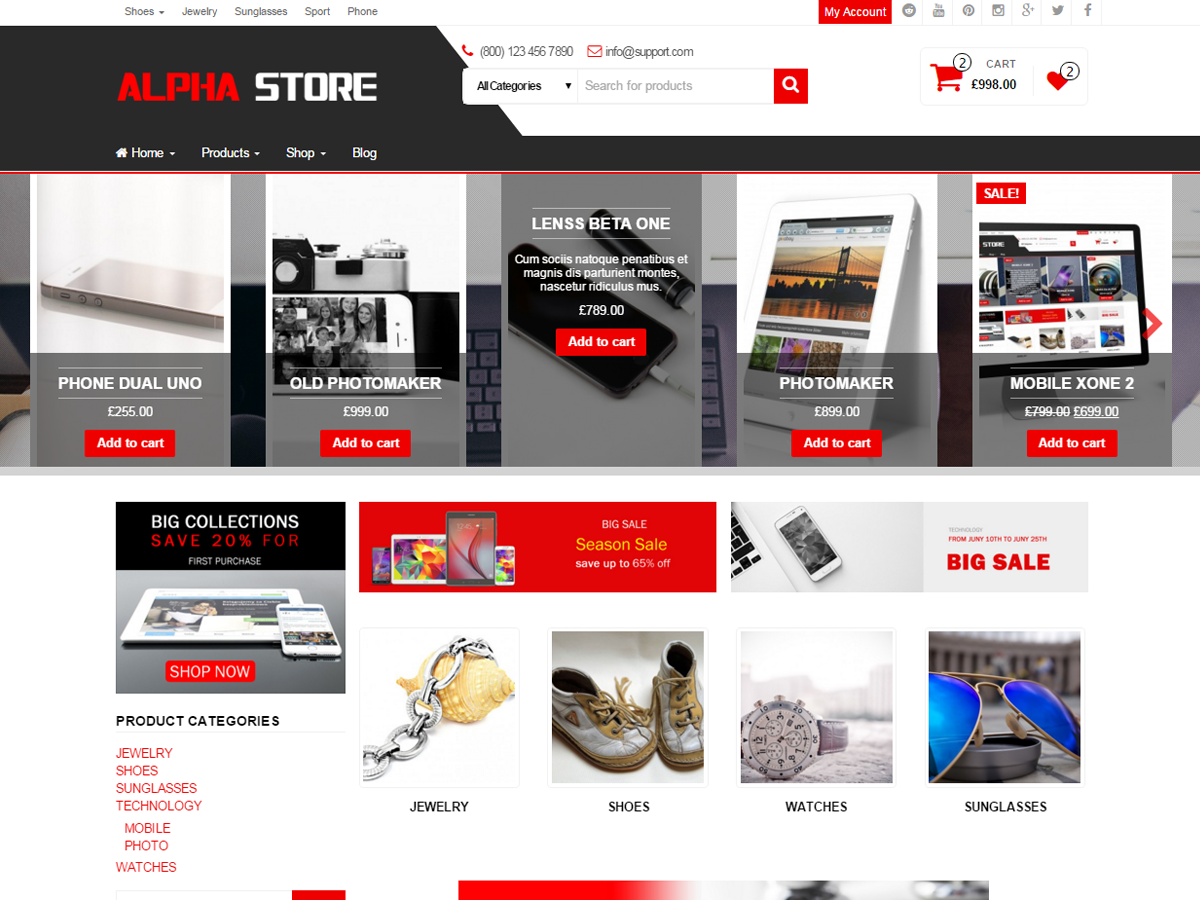 Shoes Jewelry Sunglasses Sport Phone
My Account
(800) 123 456 7890 info@support.com
ALPHA STORE
All Categories Search for products
2
CART
£998.00
2
Home Products Shop Blog
PHONE DUAL UNO
£255.00
Add to cart
OLD PHOTOMAKER
£999.00
Add to cart
LENSS BETA ONE
Cum sociis natoque penatibus et
magnis dis parturient montes,
nascetur ridiculus mus.
£789.00
Add to cart
PHOTOMAKER
£899.00
Add to cart
SALE!
STORE
MOBILE XONE 2
£799.00 £699.00
Add to cart
BIG COLLECTIONS
SAVE 20% FOR
FIRST PURCHASE
SHOP NOW
BIG SALE
Season Sale
save up to 65% off
TECHNOLOGY
FROM JUNY 10TH TO JUNY 25TH
BIG SALE
PRODUCT CATEGORIES
JEWELRY
SHOES
SUNGLASSES
TECHNOLOGY
MOBILE
PHOTO
WATCHES
JEWELRY
SHOES
WATCHES
SUNGLASSES